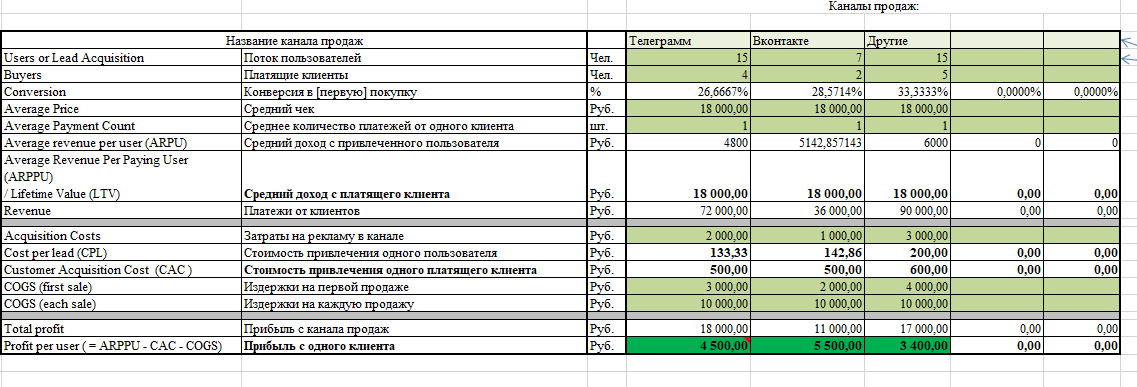 Каналы продаж:
Название канала продаж Телеграмм Вконтакте Другие
Users or Lead Acquisition Поток пользователей Чел. 15 7 15
Buyers Платящие клиенты Чел. 4 2 5
Conversion Конверсия в [первую] покупку % 26,6667% 28,5714% 33,3333% 0,0000% 0,0000%
Average Price Средний чек Руб. 18 000,00 18 000,00 18 000,00
Average Payment Count Среднее количество платежей от одного клиента шт. 1 1 1
Average revenue per user (ARPU) Средний доход с привлеченного пользователя Руб. 4800 5142,857143 6000 0 0
Average Revenue Per Paying User
(ARPPU)
/ Lifetime Value (LTV) Средний доход с платящего клиента Руб. 18 000,00 18 000,00 18 000,00 0,00 0,00
Revenue Платежи от клиентов Руб. 72 000,00 36 000,00 90 000,00 0,00 0,00
Acquisition Costs Затраты на рекламу в канале Руб. 2 000,00 1 000,00 3 000,00
Cost per lead (CPL) Стоимость привлечения одного пользователя Руб. 133,33 142,86 200,00 0,00 0,00
Customer Acquisition Cost (CAC ) Стоимость привлечения одного платящего клиента Руб. 500,00 500,00 600,00 0,00 0,00
COGS (first sale) Издержки на первой продаже Руб. 3 000,00 2 000,00 4 000,00
COGS (each sale) Издержки на каждую продажу Руб. 10 000,00 10 000,00 10 000,00
Total profit Прибыль с канала продаж Руб. 18 000,00 11 000,00 17 000,00 0,00 0,00
Profit per user ( = ARPPU - CAC - COGS) Прибыль с одного клиента Руб. 4 500,00 5 500,00 3 400,00 0,00 0,00